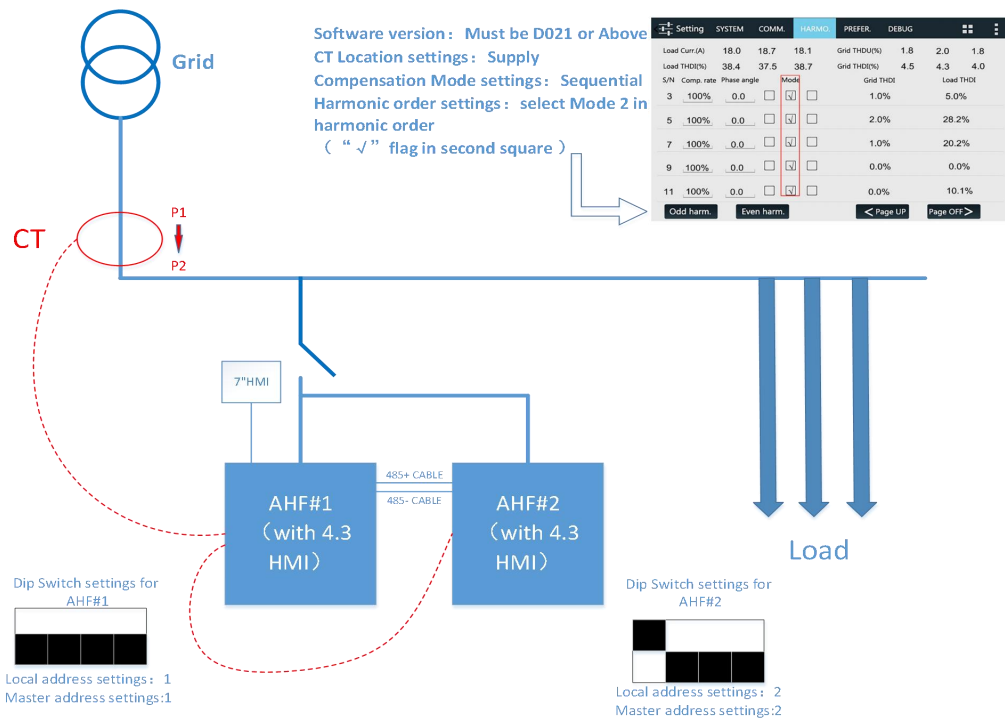 Grid
Software version： Must be D021 or Above
CT Location settings：Supply
Compensation Mode settings：Sequential
Harmonic order settings：select Mode 2 in
harmonic order
（ “ √ ” flag in second square ）
Setting SYSTEM COMM. HARMO. PREFER. DEBUG
Load Curr.(A) 18.0 18.7 18.1 Grid THDU(%) 1.8 2.0 1.8
Load THDI(%) 38.4 37.5 38.7 Grid THDI(%) 4.5 4.3 4.0
S/N Comp. rate Phase angle Mode Grid THDI Load THDI
3 100% 0.0 √ 1.0% 5.0%
5 100% 0.0 √ 2.0% 28.2%
7 100% 0.0 √ 1.0% 20.2%
9 100% 0.0 √ 0.0% 0.0%
11 100% 0.0 √ 0.0% 10.1%
Odd harm. Even harm. < Page UP Page OFF >
CT
P1
P2
7"HMI
485+ CABLE
485- CABLE
AHF#1
（with 4.3
HMI）
AHF#2
（with 4.3
HMI）
Load
Dip Switch settings for
AHF#1
Local address settings：1
Master address settings:1
Dip Switch settings for
AHF#2
Local address settings：2
Master address settings:2